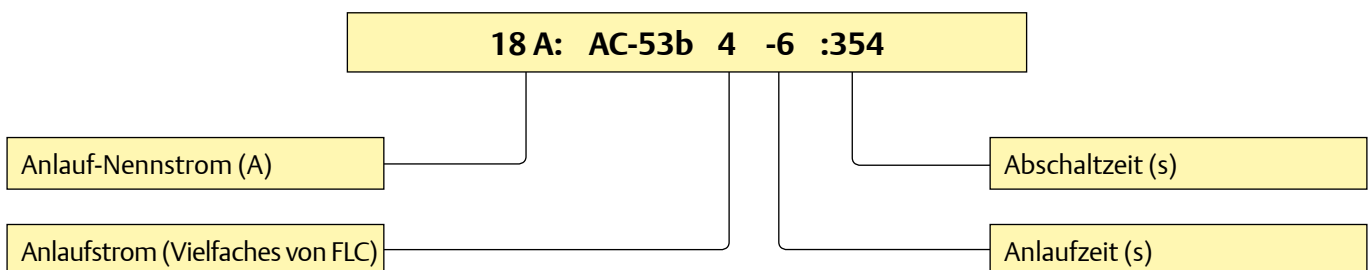 18 A: AC-53b 4 -6 :354
Anlauf-Nennstrom (A)
Abschaltzeit (s)
Anlaufstrom (Vielfaches von FLC)
Anlaufzeit (s)